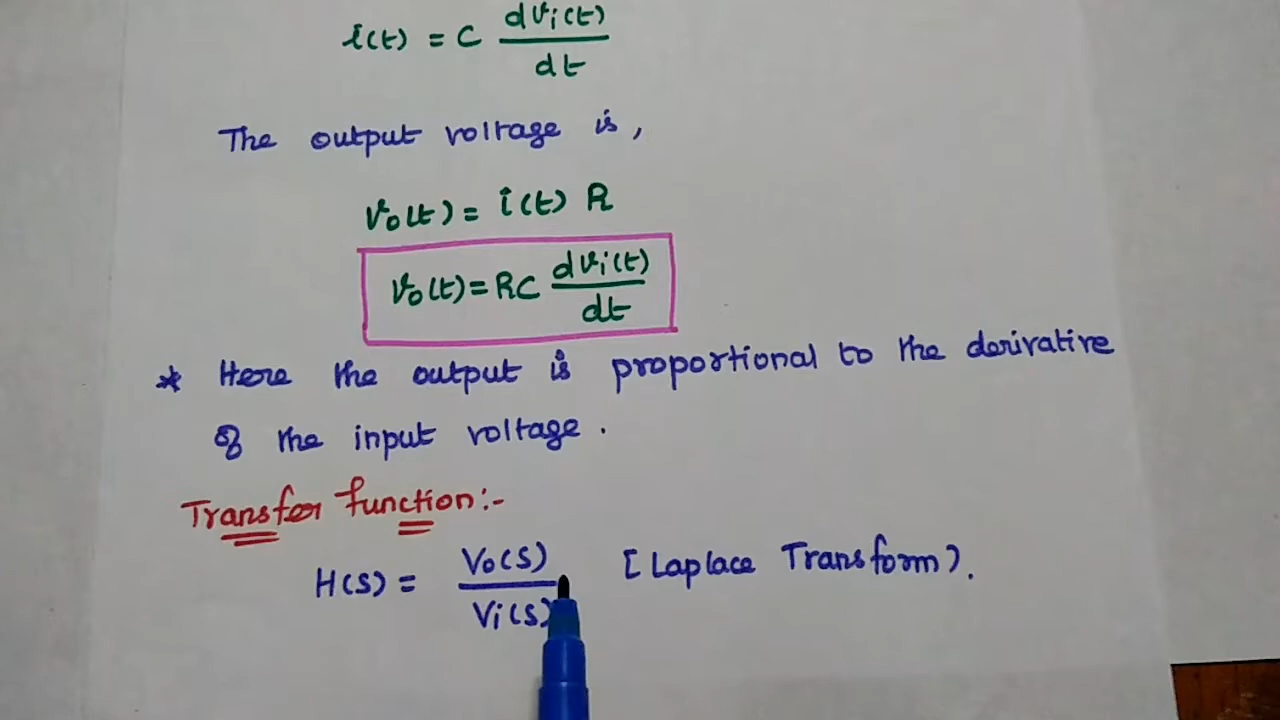 i(t) = C dVi(t)/dt
The output voltage is,
Vo(t) = i(t) R
Vo(t) = RC dVi(t)/dt
* Here the output is proportional to the derivative
of the input voltage.
Transfer function:-
H(S) = Vo(S)/Vi(S) [Laplace Transform).